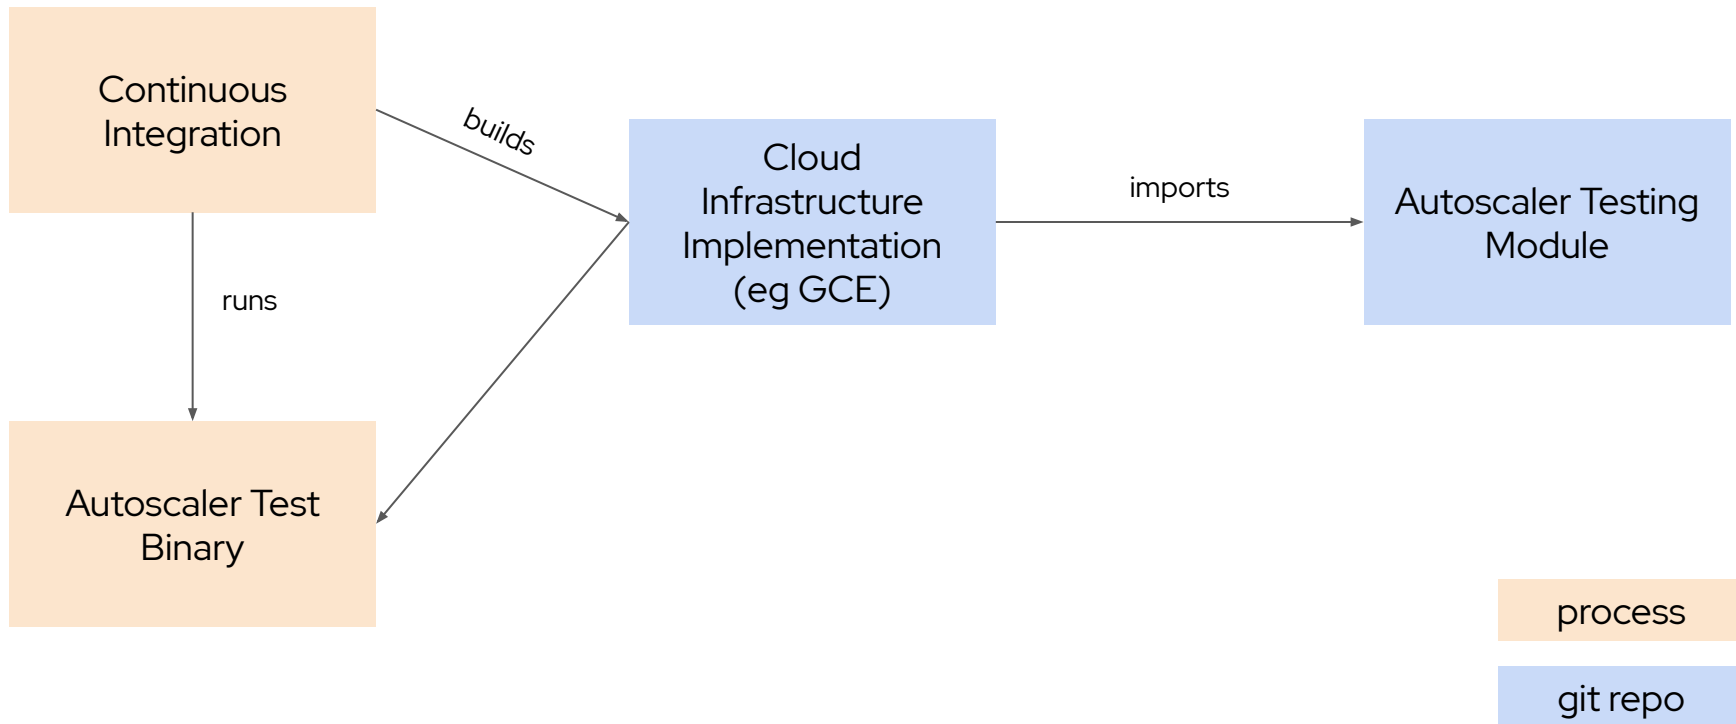 Continuous
Integration
builds
Cloud
Infrastructure
Implementation
(eg GCE)
imports
Autoscaler Testing
Module
runs
Autoscaler Test
Binary
process
git repo